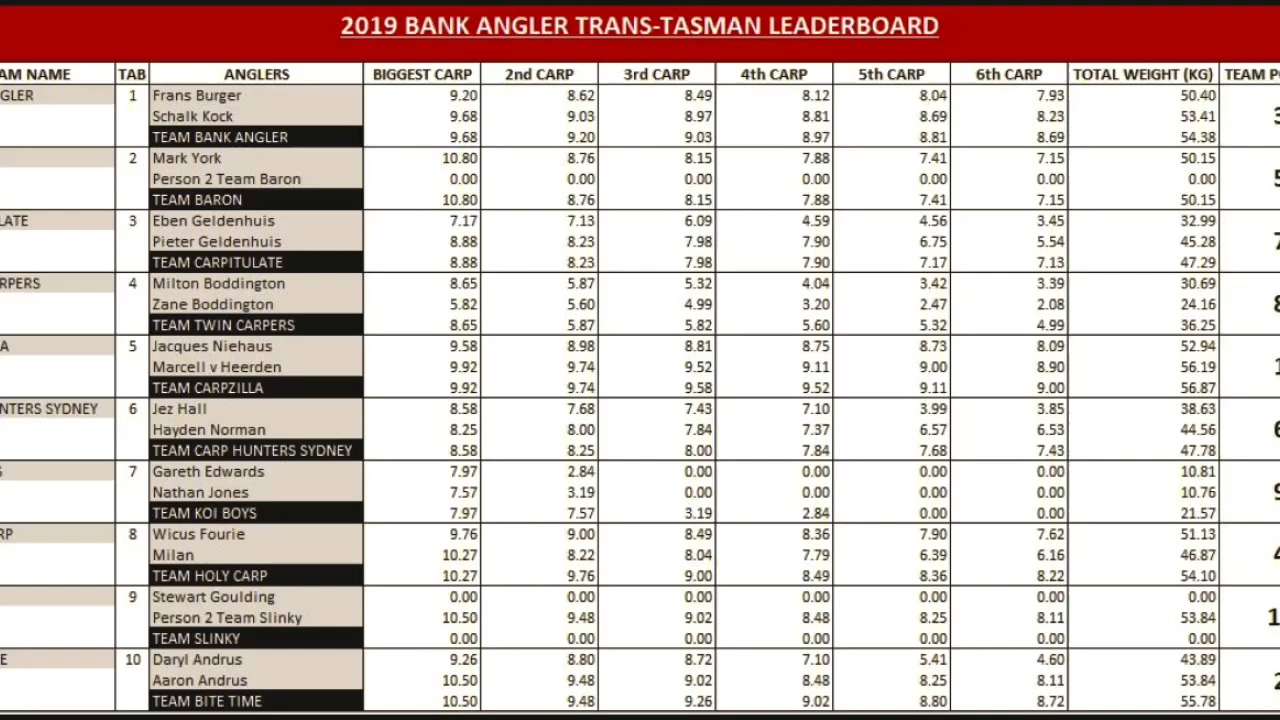 2019 BANK ANGLER TRANS-TASMAN LEADERBOARD
AM NAME TAB ANGLERS BIGGEST CARP 2nd CARP 3rd CARP 4th CARP 5th CARP 6th CARP TOTAL WEIGHT (KG) TEAM P
GLER 1 Frans Burger 9.20 8.62 8.49 8.12 8.04 7.93 50.40
Schalk Kock 9.68 9.03 8.97 8.81 8.69 8.23 53.41 3
TEAM BANK ANGLER 9.68 9.20 9.03 8.97 8.81 8.69 54.38
2 Mark York 10.80 8.76 8.15 7.88 7.41 7.15 50.15
Person 2 Team Baron 0.00 0.00 0.00 0.00 0.00 0.00 0.00 5
TEAM BARON 10.80 8.76 8.15 7.88 7.41 7.15 50.15
LATE 3 Eben Geldenhuis 7.17 7.13 6.09 4.59 4.56 3.45 32.99
Pieter Geldenhuis 8.88 8.23 7.98 7.90 6.75 5.54 45.28 7
TEAM CARPITULATE 8.88 8.23 7.98 7.90 7.17 7.13 47.29
RPERS 4 Milton Boddington 8.65 5.87 5.32 4.04 3.42 3.39 30.69
Zane Boddington 5.82 5.60 4.99 3.20 2.47 2.08 24.16 8
TEAM TWIN CARPERS 8.65 5.87 5.82 5.60 5.32 4.99 36.25
A 5 Jacques Niehaus 9.58 8.98 8.81 8.75 8.73 8.09 52.94
Marcell v Heerden 9.92 9.74 9.52 9.11 9.00 8.90 56.19 1
TEAM CARPZILLA 9.92 9.74 9.58 9.52 9.11 9.00 56.87
NTERS SYDNEY 6 Jez Hall 8.58 7.68 7.43 7.10 3.99 3.85 38.63
Hayden Norman 8.25 8.00 7.84 7.37 6.57 6.53 44.56 6
TEAM CARP HUNTERS SYDNEY 8.58 8.25 8.00 7.84 7.68 7.43 47.78
S 7 Gareth Edwards 7.97 2.84 0.00 0.00 0.00 0.00 10.81
Nathan Jones 7.57 3.19 0.00 0.00 0.00 0.00 10.76 9
TEAM KOI BOYS 7.97 7.57 3.19 2.84 0.00 0.00 21.57
RP 8 Wicus Fourie 9.76 9.00 8.49 8.36 7.90 7.62 51.13
Milan 10.27 8.22 8.04 7.79 6.39 6.16 46.87 4
TEAM HOLY CARP 10.27 9.76 9.00 8.49 8.36 8.22 54.10
9 Stewart Goulding 0.00 0.00 0.00 0.00 0.00 0.00 0.00
Person 2 Team Slinky 10.50 9.48 9.02 8.48 8.25 8.11 53.84 1
TEAM SLINKY 0.00 0.00 0.00 0.00 0.00 0.00 0.00
E 10 Daryl Andrus 9.26 8.80 8.72 7.10 5.41 4.60 43.89
Aaron Andrus 10.50 9.48 9.02 8.48 8.25 8.11 53.84 2
TEAM BITE TIME 10.50 9.48 9.26 9.02 8.80 8.72 55.78